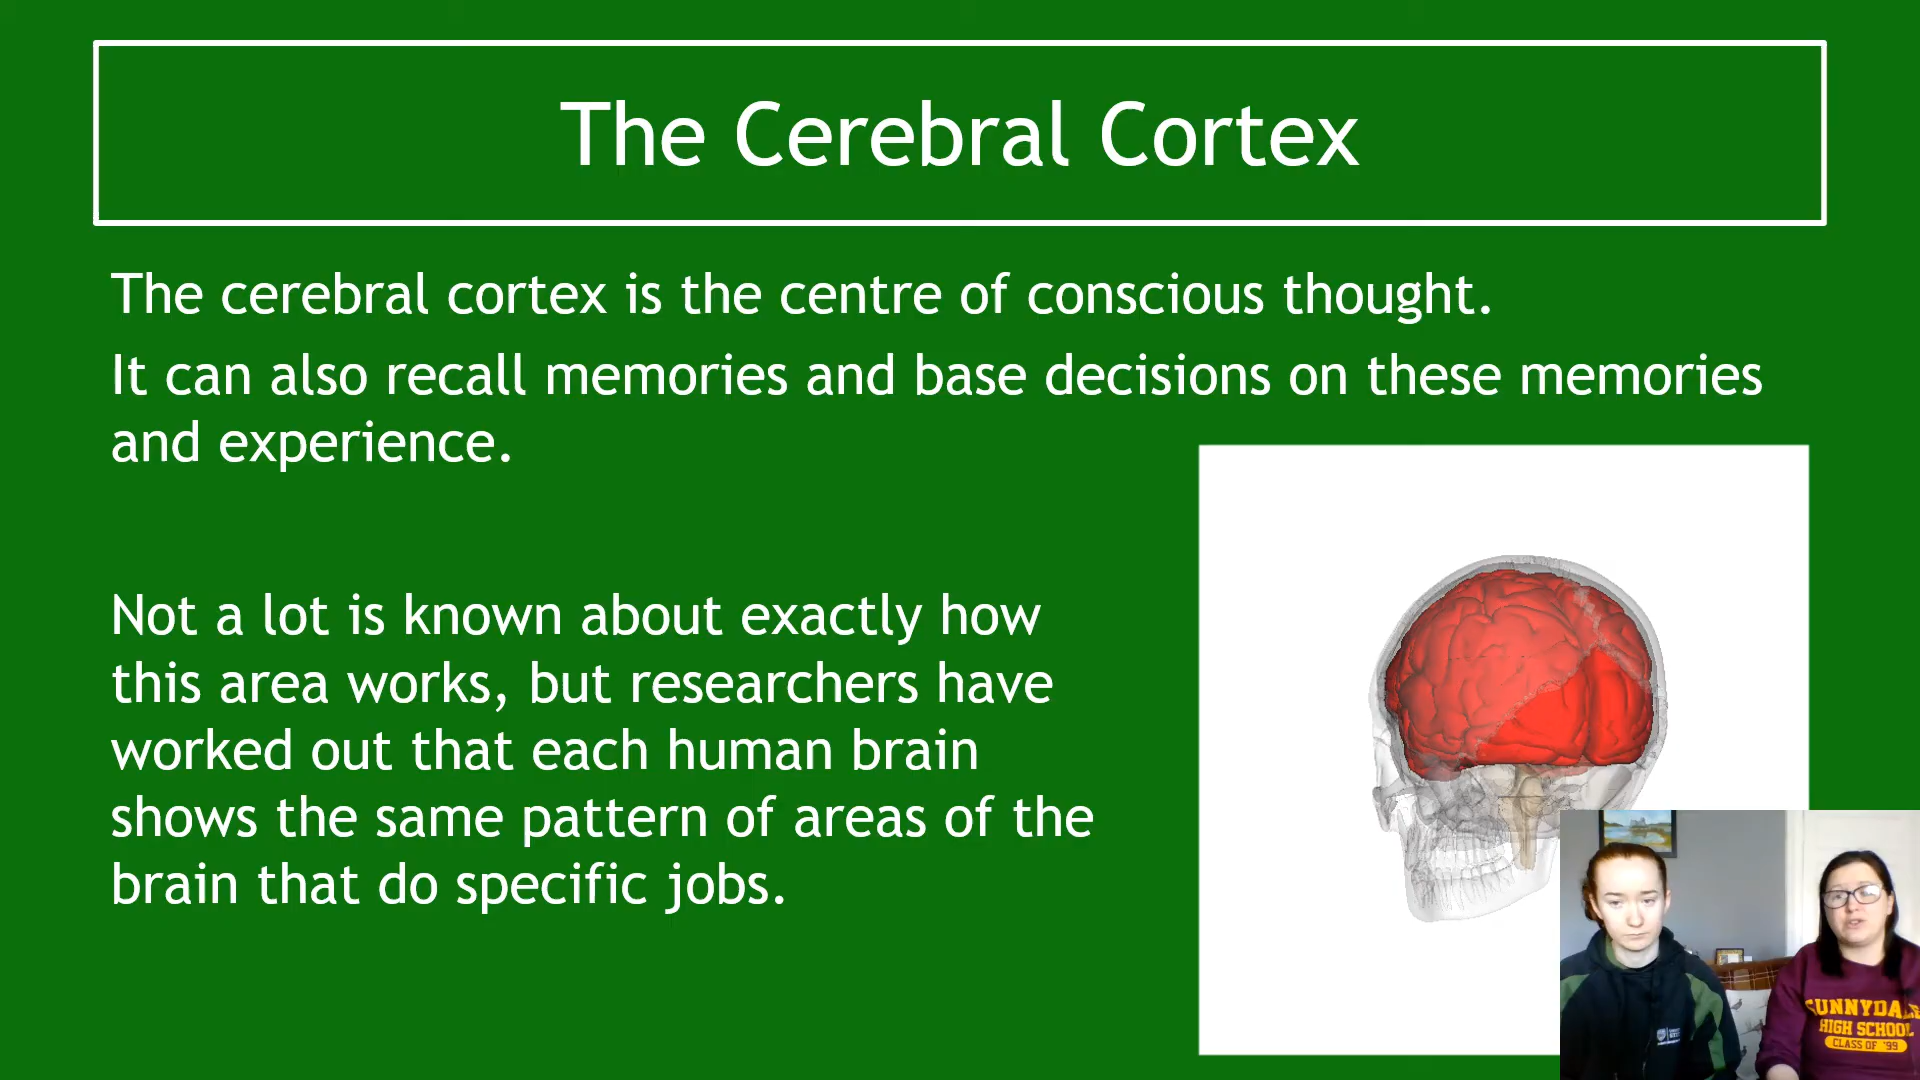 The Cerebral Cortex
The cerebral cortex is the centre of conscious thought.
It can also recall memories and base decisions on these memories
and experience.
Not a lot is known about exactly how
this area works, but researchers have
worked out that each human brain
shows the same pattern of areas of the
brain that do specific jobs.
SUNNYDALE
HIGH SCHOOL
CLASS OF '99